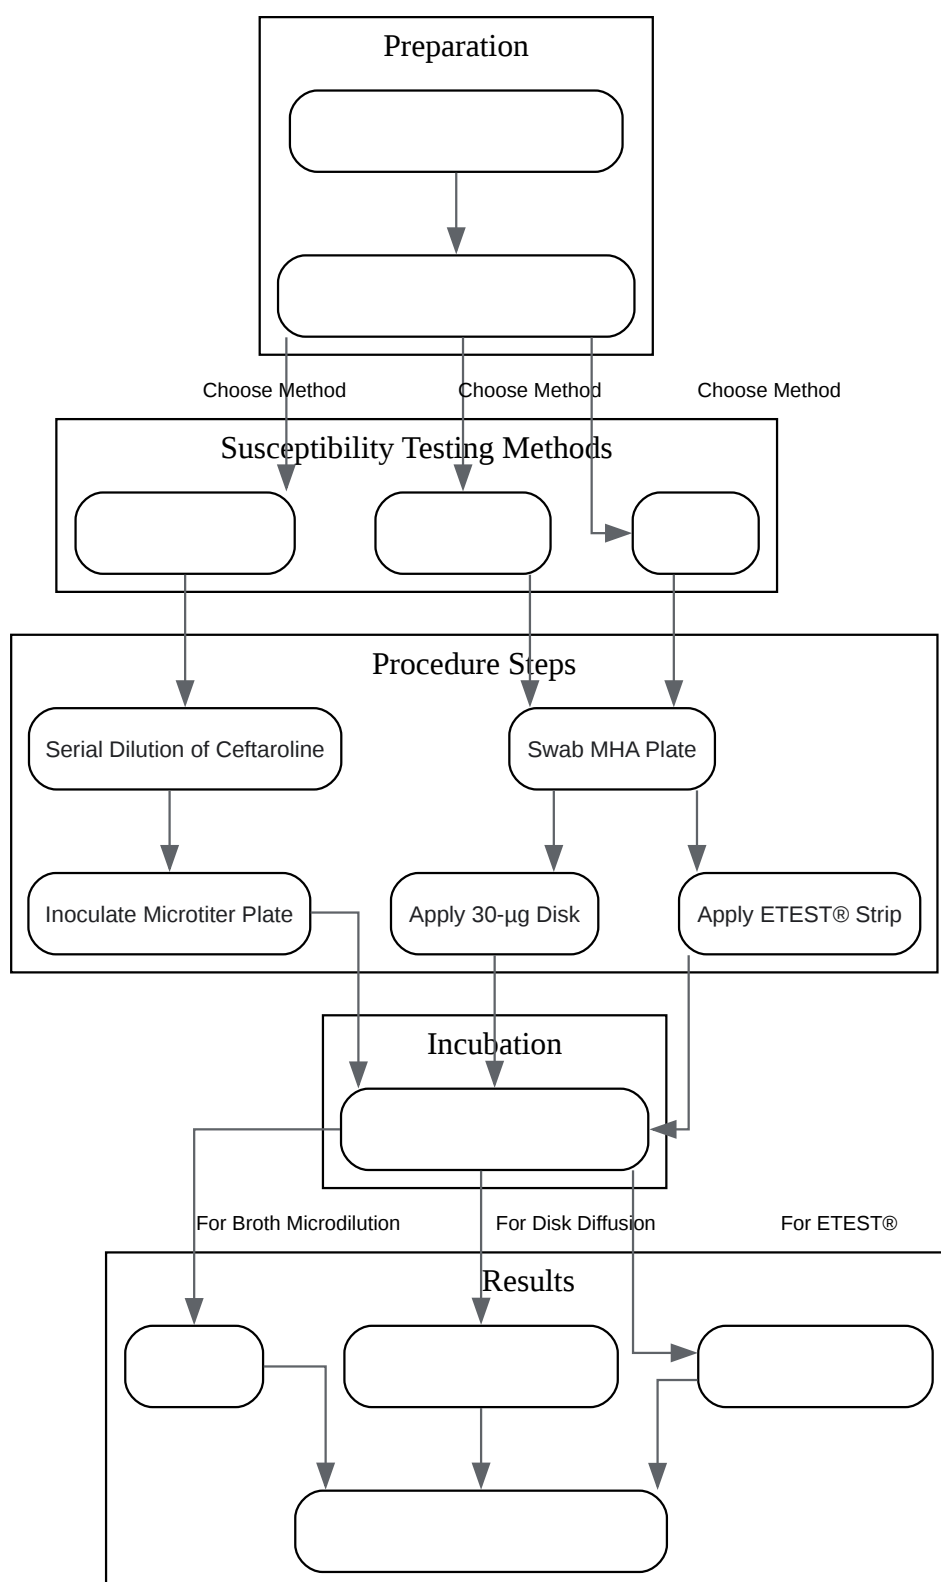 Preparation
Choose Method
Choose Method
Choose Method
Susceptibility Testing Methods
Procedure Steps
Serial Dilution of Ceftaroline
Swab MHA Plate
Inoculate Microtiter Plate
Apply 30-µg Disk
Apply ETEST® Strip
Incubation
For Broth Microdilution
For Disk Diffusion
For ETEST®
Results